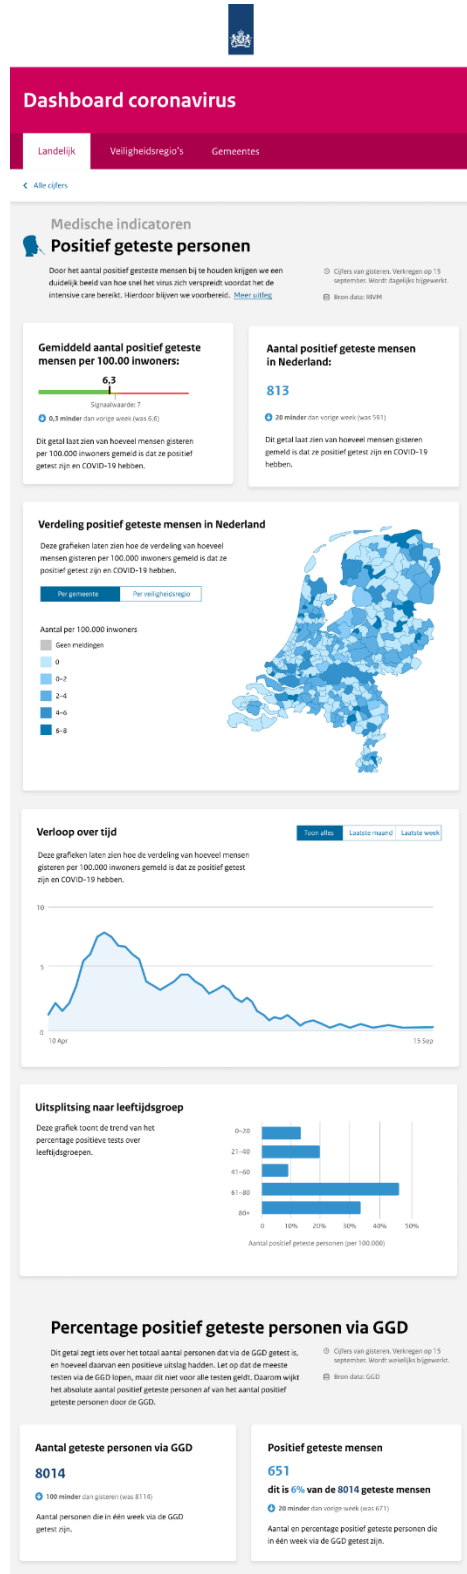 Dashboard coronavirus
Landelijk
Veiligheidsregio's
Gemeentes
Alle cijfers
Medische indicatoren
Positief geteste personen
Door het aantal positief gesteste mensen bij te houden krijgen we een
duidelijk beeld van hoe snel het virus zich verspreidt voordat het de
intensive care bereikt. Hierdoor blijven we voorbereid. Meer uitleg
Cijfers van gisteren. Verkregen op 15
september. Wordt dagelijks bijgewerkt.
Bron data: RIVM
Gemiddeld aantal positief geteste
mensen per 100.00 inwoners:
6,3
Signaalwaarde: 7
0,3 minder dan vorige week (was 6,6)
Dit getal laat zien van hoeveel mensen gisteren
per 100.000 inwoners gemeld is dat ze positief
getest zijn en COVID-19 hebben.
Aantal positief geteste mensen
in Nederland:
813
20 minder dan vorige week (was 591)
Dit getal laat zien van hoeveel mensen gisteren
gemeld is dat ze positief getest zijn en COVID-19
hebben.
Verdeling positief geteste mensen in Nederland
Deze grafieken laten zien hoe de verdeling van hoeveel
mensen gisteren per 100.000 inwoners gemeld is dat ze
positief getest zijn en COVID-19 hebben.
Per gemeente
Per veiligheidsregio
Aantal per 100.000 inwoners
Geen meldingen
0
0-2
2-4
4-6
6-8
Verloop over tijd
Toon alles
Laatste maand
Laatste week
Deze grafieken laten zien hoe de verdeling van hoeveel mensen
gisteren per 100.000 inwoners gemeld is dat ze positief getest
zijn en COVID-19 hebben.
10
5
0
10 Apr
15 Sep
Uitsplitsing naar leeftijdsgroep
Deze grafiek toont de trend van het
percentage positieve tests over
leeftijdsgroepen.
0-20
21-40
41-60
61-80
80+
0 10% 20% 30% 40% 50%
Aantal positief geteste personen (per 100.000)
Percentage positief geteste personen via GGD
Dit getal zegt iets over het totaal aantal personen dat via de GGD getest is,
en hoeveel daarvan een positieve uitslag hadden. Let op dat de meeste
testen via de GGD lopen, maar dit niet voor alle testen geldt. Daarom wijkt
het absolute aantal positief geteste personen af van het aantal positief
geteste personen door de GGD.
Cijfers van gisteren. Verkregen op 15
september. Wordt wekelijks bijgewerkt.
Bron data: GGD
Aantal geteste personen via GGD
8014
100 minder dan gisteren (was 8114)
Aantal personen die in één week via de GGD
getest zijn.
Positief geteste mensen
651
dit is 6% van de 8014 geteste mensen
20 minder dan vorige week (was 671)
Aantal en percentage positief geteste personen die
in één week via de GGD getest zijn.